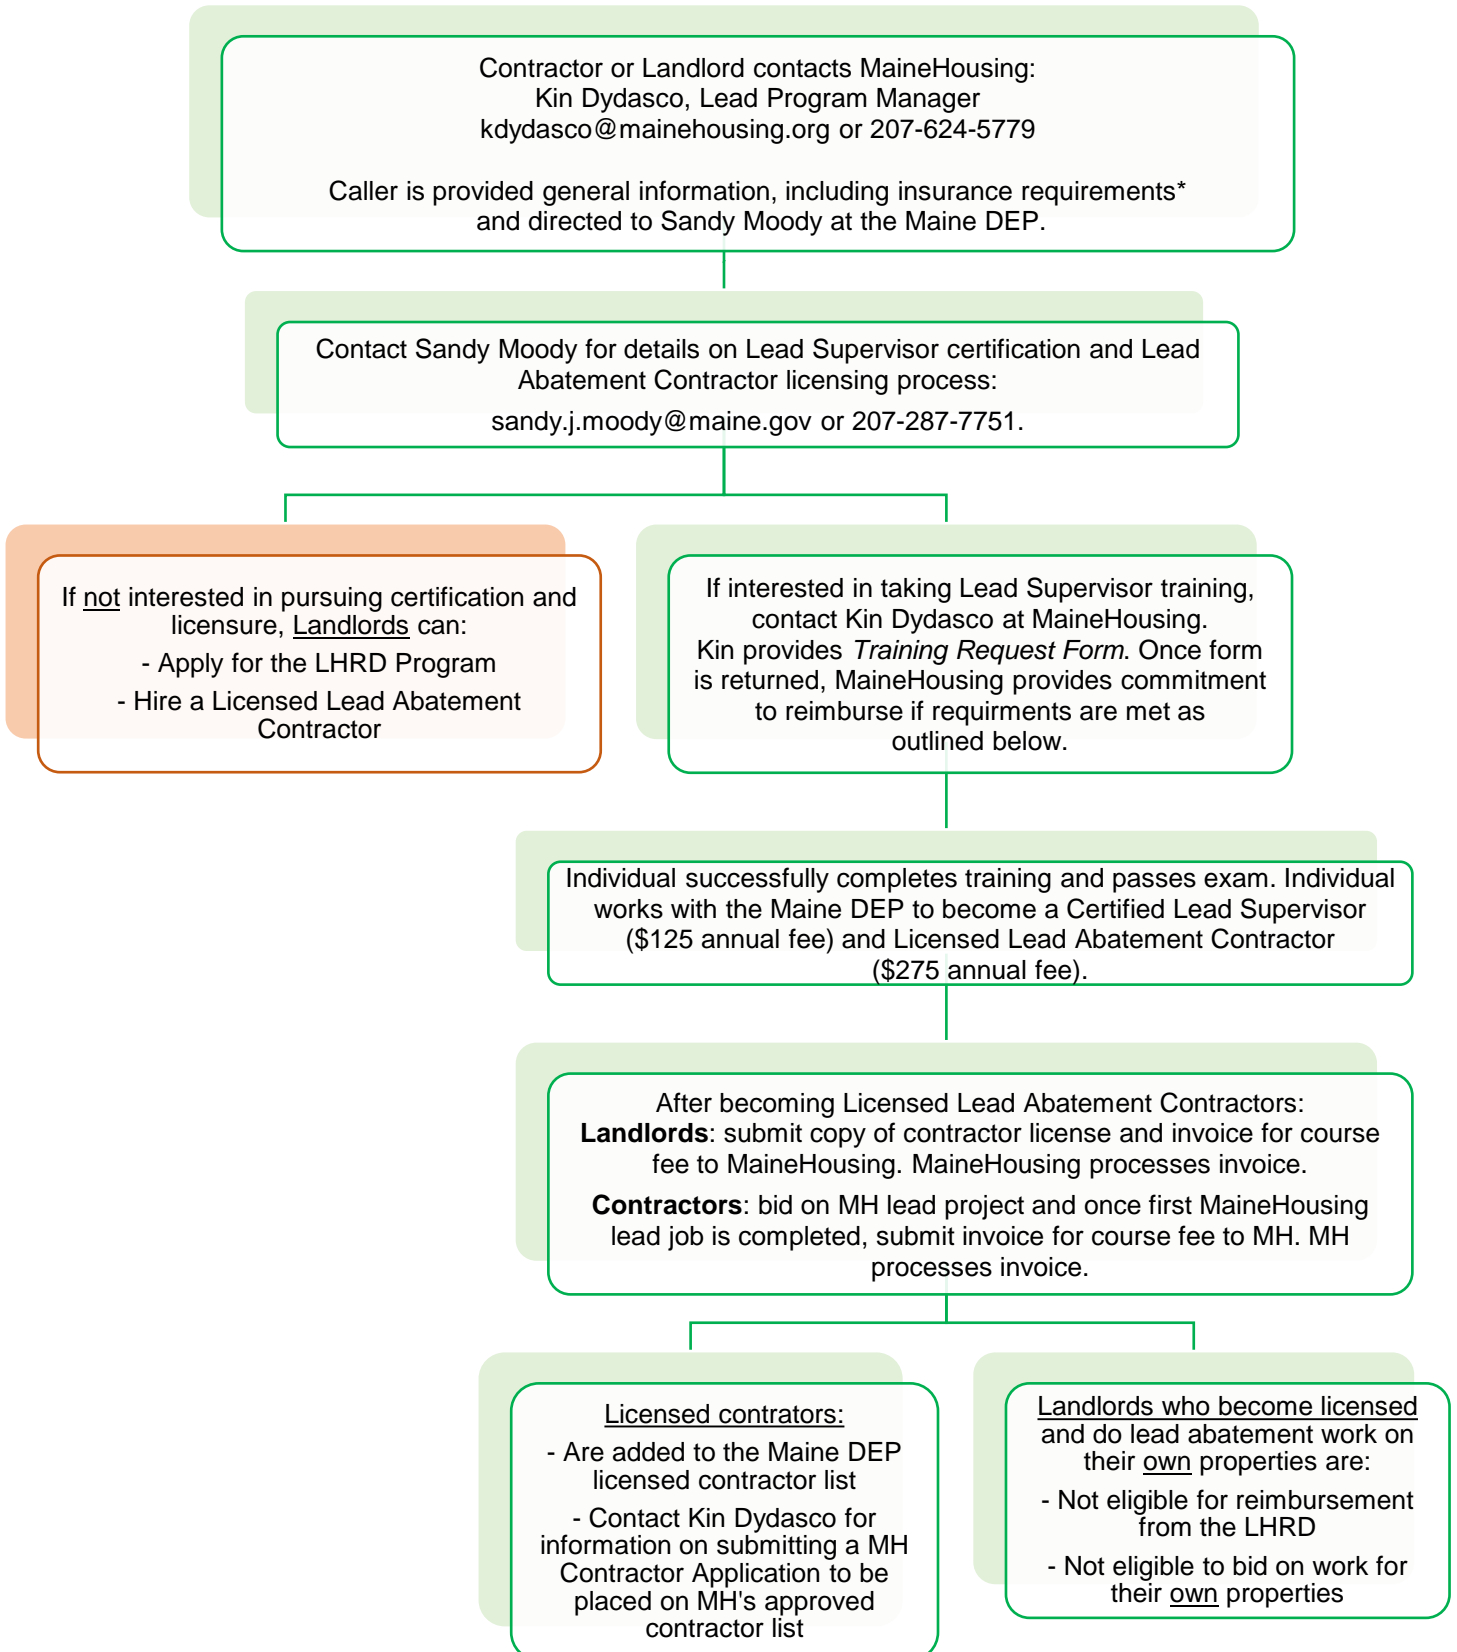 Contractor or Landlord contacts MaineHousing:
Kin Dydasco, Lead Program Manager
kdydasco@mainehousing.org or 207-624-5779
Caller is provided general information, including insurance requirements*
and directed to Sandy Moody at the Maine DEP.
Contact Sandy Moody for details on Lead Supervisor certification and Lead
Abatement Contractor licensing process:
sandy.j.moody@maine.gov or 207-287-7751.
If not interested in pursuing certification and
licensure, Landlords can:
- Apply for the LHRD Program
- Hire a Licensed Lead Abatement
Contractor
If interested in taking Lead Supervisor training,
contact Kin Dydasco at MaineHousing.
Kin provides Training Request Form. Once form
is returned, MaineHousing provides commitment
to reimburse if requirments are met as
outlined below.
Individual successfully completes training and passes exam. Individual
works with the Maine DEP to become a Certified Lead Supervisor
($125 annual fee) and Licensed Lead Abatement Contractor
($275 annual fee).
After becoming Licensed Lead Abatement Contractors:
Landlords: submit copy of contractor license and invoice for course
fee to MaineHousing. MaineHousing processes invoice.
Contractors: bid on MH lead project and once first MaineHousing
lead job is completed, submit invoice for course fee to MH. MH
processes invoice.
Licensed contrators:
- Are added to the Maine DEP
licensed contractor list
- Contact Kin Dydasco for
information on submitting a MH
Contractor Application to be
placed on MH's approved
contractor list
Landlords who become licensed
and do lead abatement work on
their own properties are:
- Not eligible for reimbursement
from the LHRD
- Not eligible to bid on work for
their own properties